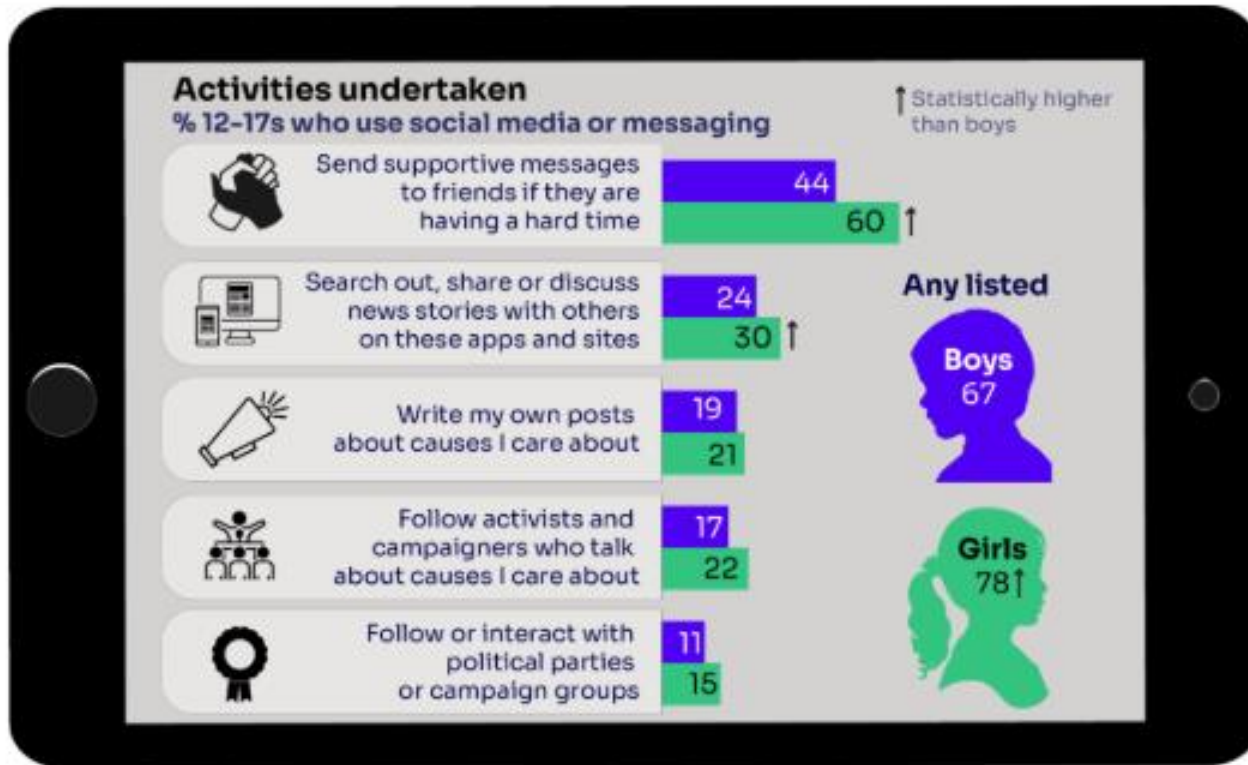 Activities undertaken
% 12-17s who use social media or messaging
↑ Statistically higher
than boys
Send supportive messages
to friends if they are
having a hard time
44
60 ↑
Search out, share or discuss
news stories with others
on these apps and sites
24
30 ↑
Write my own posts
about causes I care about
19
21
Follow activists and
campaigners who talk
about causes I care about
17
22
Follow or interact with
political parties
or campaign groups
11
15
Any listed
Boys
67
Girls
78↑